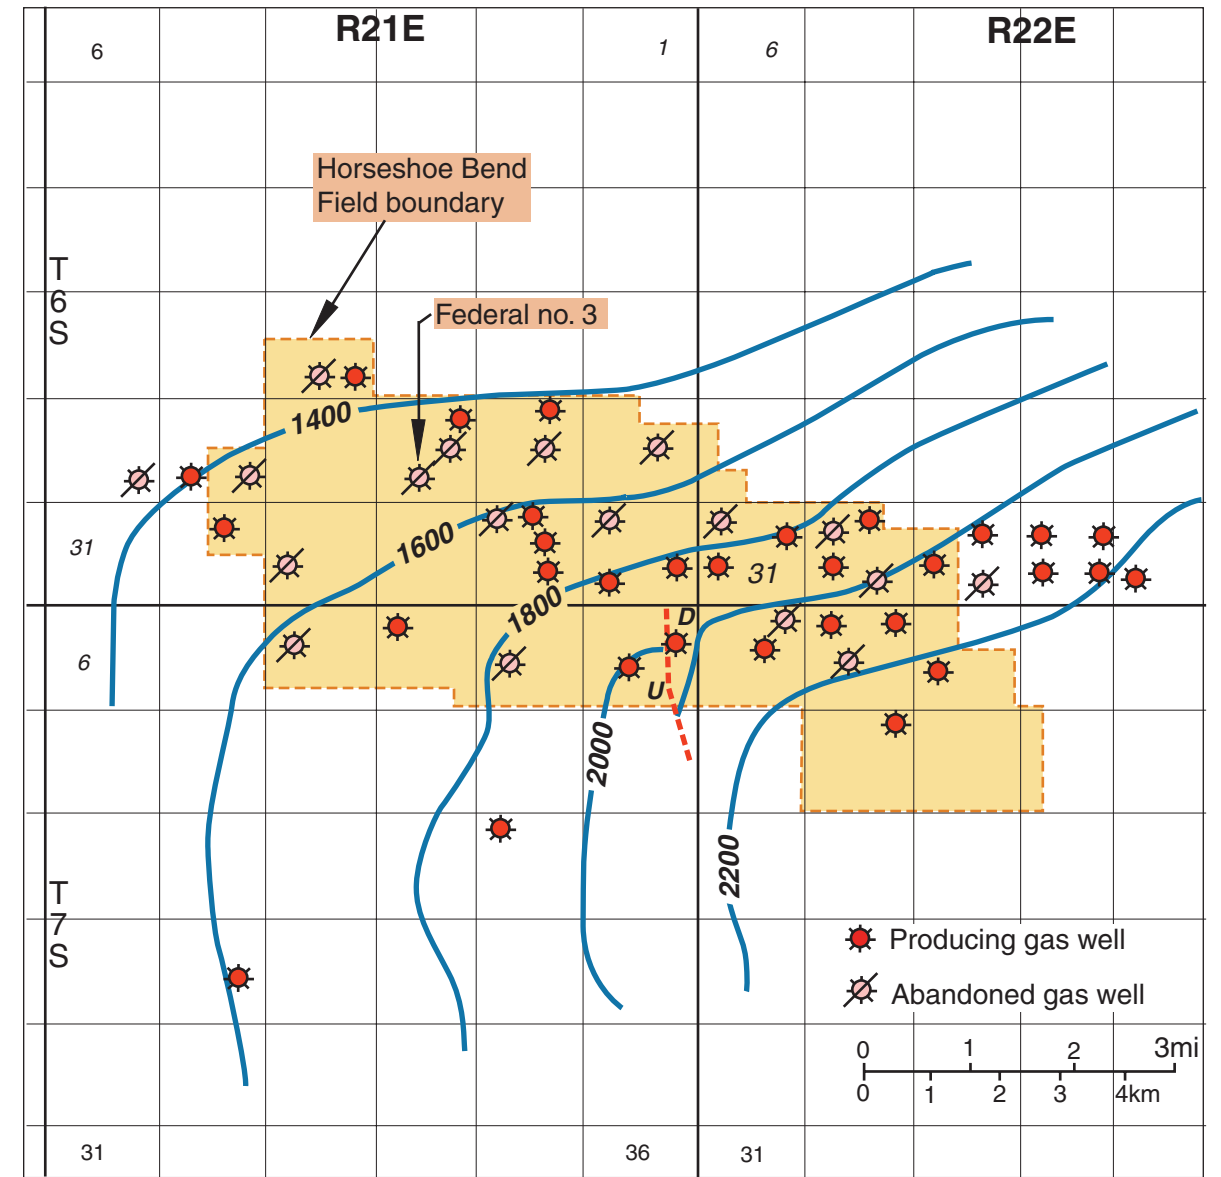 R21E
R22E
6
1
6
Horseshoe Bend
Field boundary
T
6
S
Federal no. 3
1400
31
1600
31
1800
D
6
U
2000
2200
T
7
S
Producing gas well
Abandoned gas well
0 1 2 3mi
0 1 2 3 4km
31
36
31